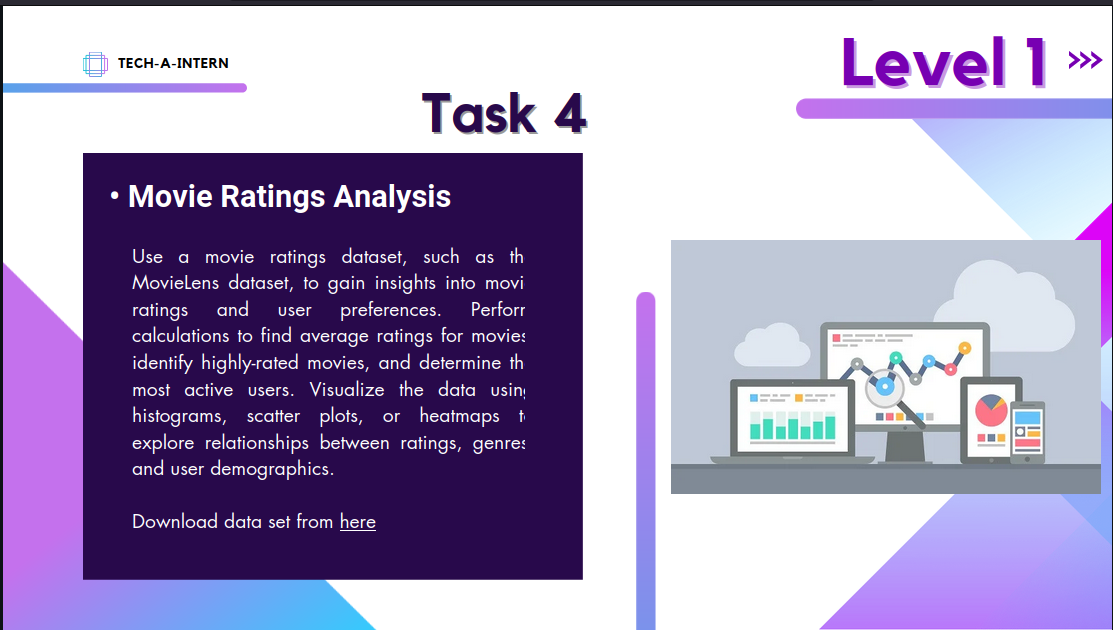 TECH-A-INTERN
Level 1
Task 4
• Movie Ratings Analysis
Use a movie ratings dataset, such as th
MovieLens dataset, to gain insights into movi
ratings and user preferences. Perform
calculations to find average ratings for movies
identify highly-rated movies, and determine th
most active users. Visualize the data using
histograms, scatter plots, or heatmaps t
explore relationships between ratings, genres
and user demographics.
Download data set from here